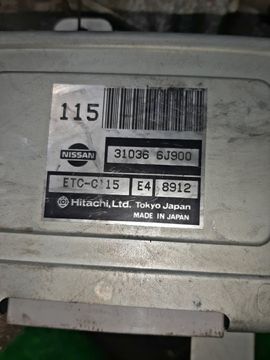 115
NISSAN
31036 6J900
ETC-C115
E4 8912
Hitachi, Ltd. Tokyo Japan
MADE IN JAPAN